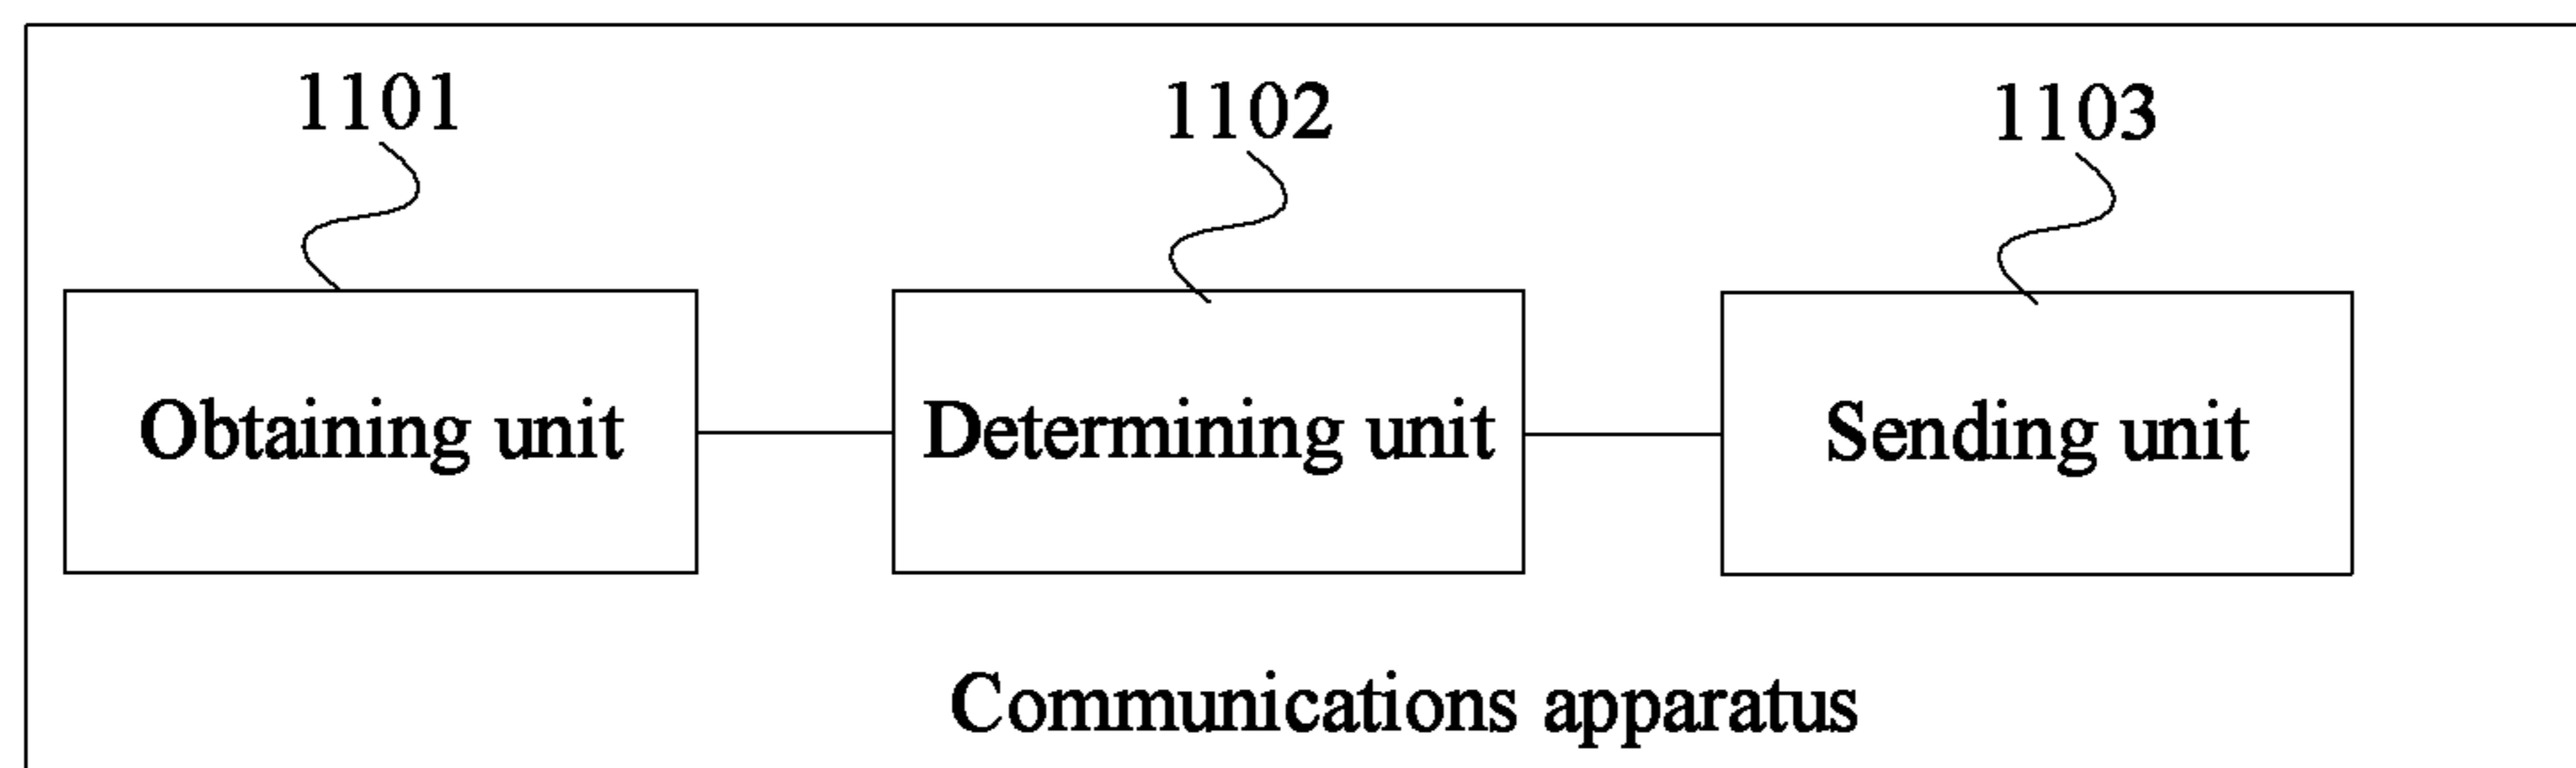 1101 1102 1103
Obtaining unit Determining unit Sending unit
Communications apparatus